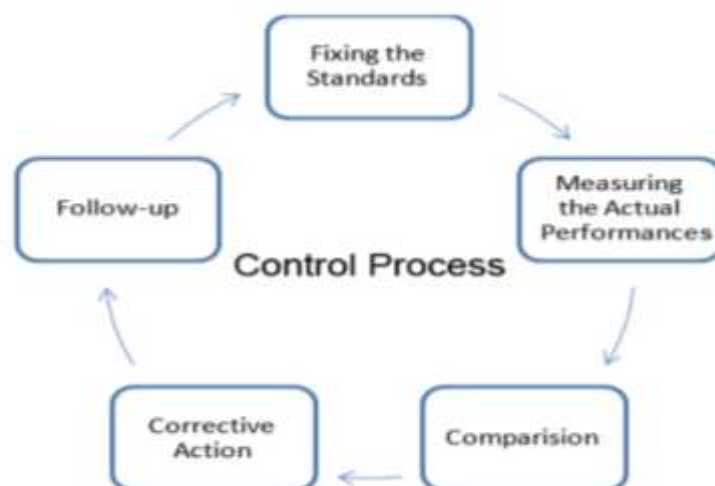 Fixing the
Standards
Measuring
the Actual
Performances
Comparision
Corrective
Action
Follow-up
Control Process